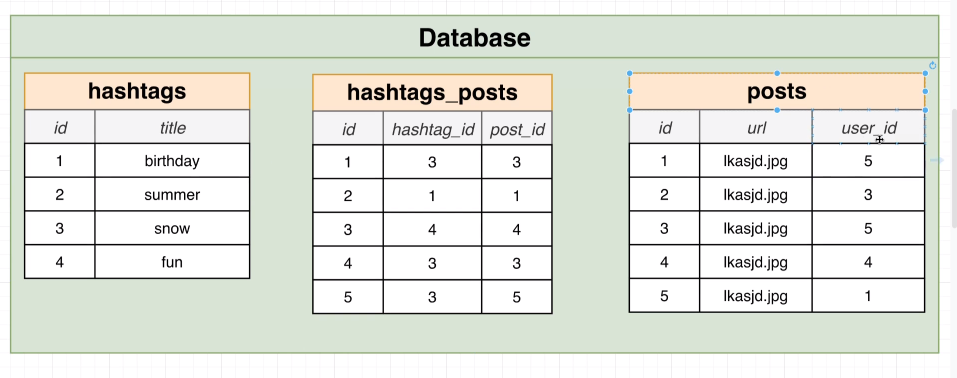 Database
hashtags
id title
1 birthday
2 summer
3 snow
4 fun
hashtags_posts
id hashtag_id post_id
1 3 3
2 1 1
3 4 4
4 3 3
5 3 5
posts
id url user_id
1 lkasjd.jpg 5
2 lkasjd.jpg 3
3 lkasjd.jpg 5
4 lkasjd.jpg 4
5 lkasjd.jpg 1